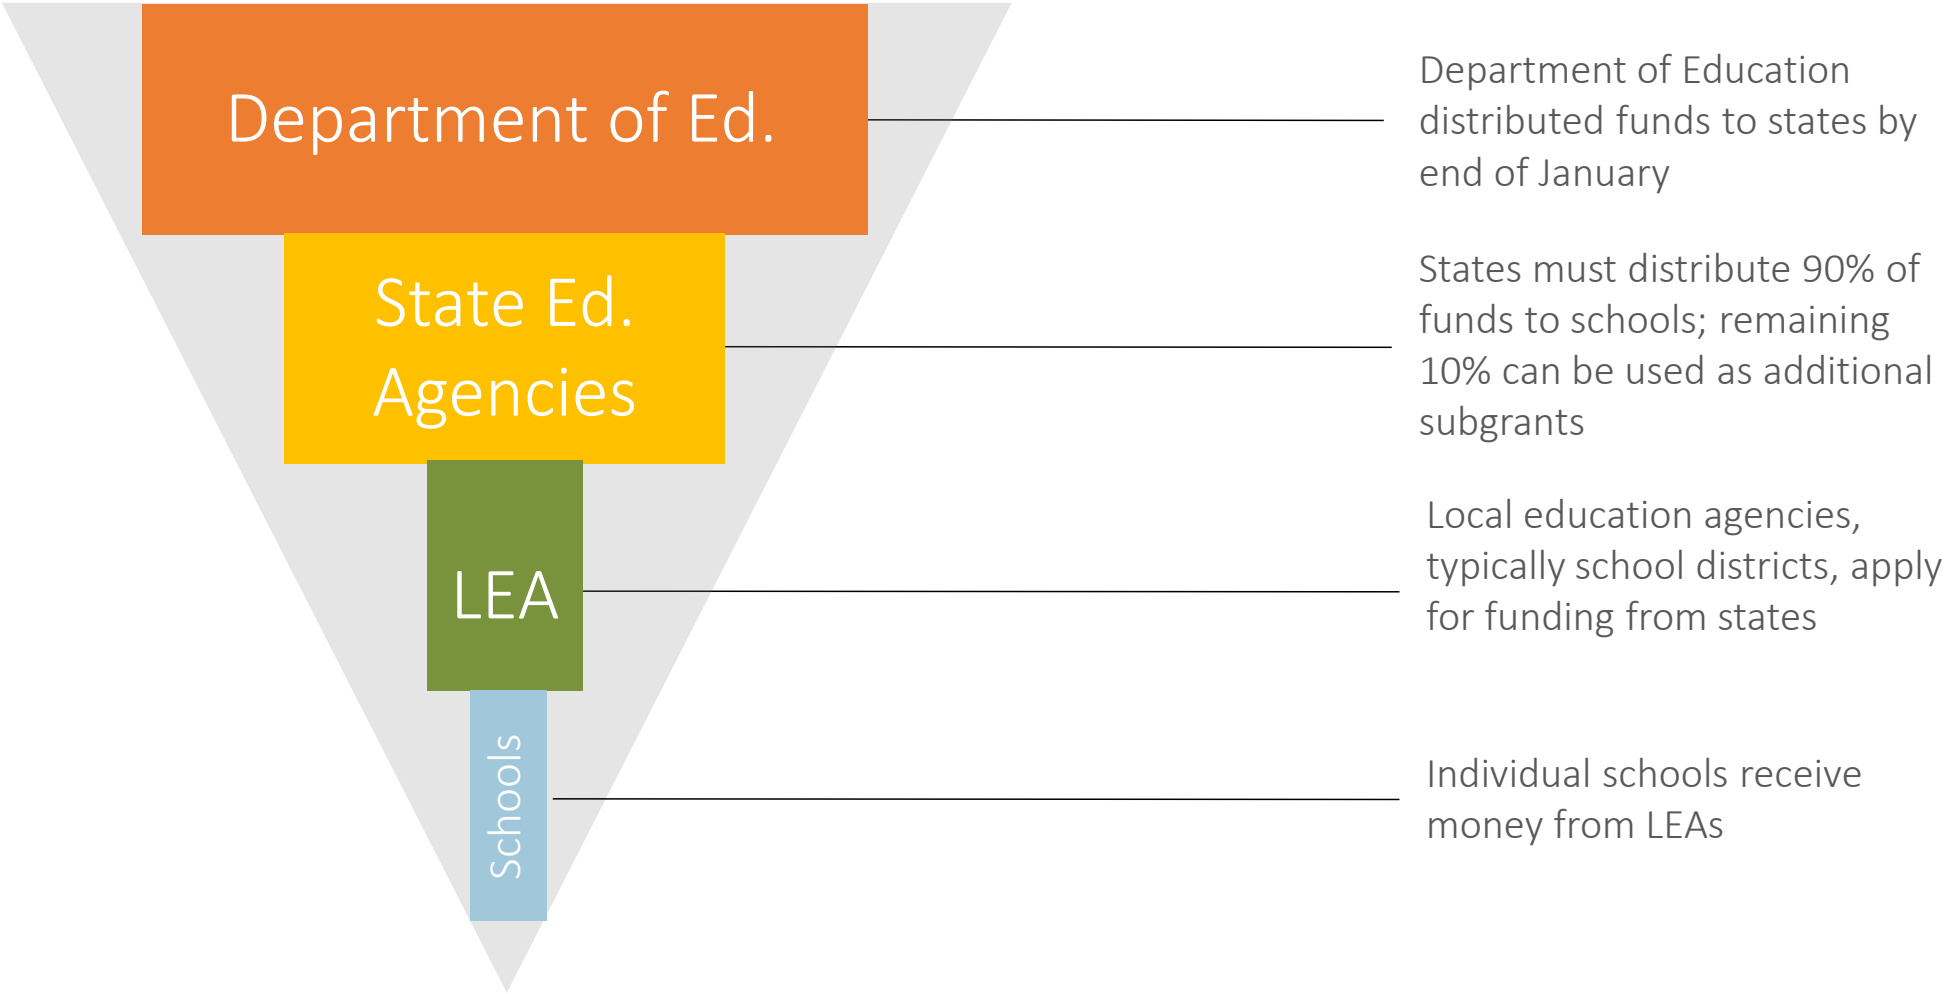 Department of Ed.
Department of Education
distributed funds to states by
end of January
State Ed.
Agencies
States must distribute 90% of
funds to schools; remaining
10% can be used as additional
subgrants
LEA
Local education agencies,
typically school districts, apply
for funding from states
Schools
Individual schools receive
money from LEAs